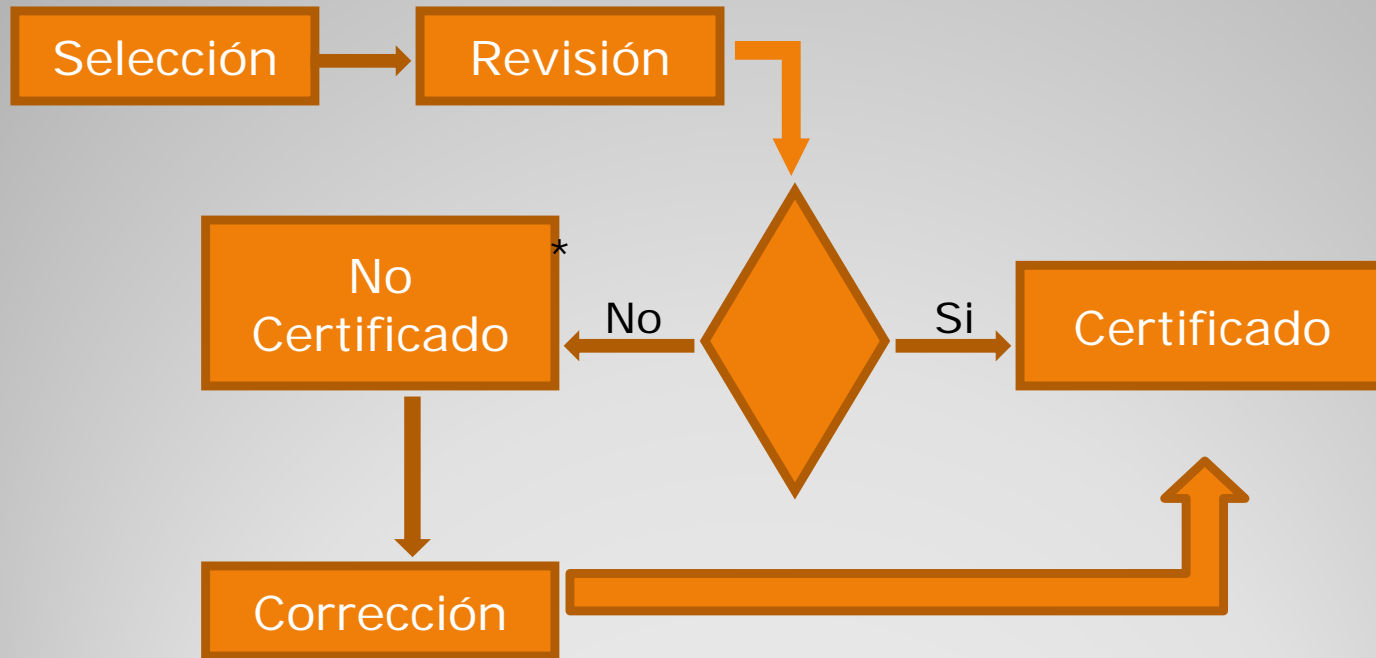 Selección
Revisión
*
No
Certificado
No
Si
Certificado
Corrección